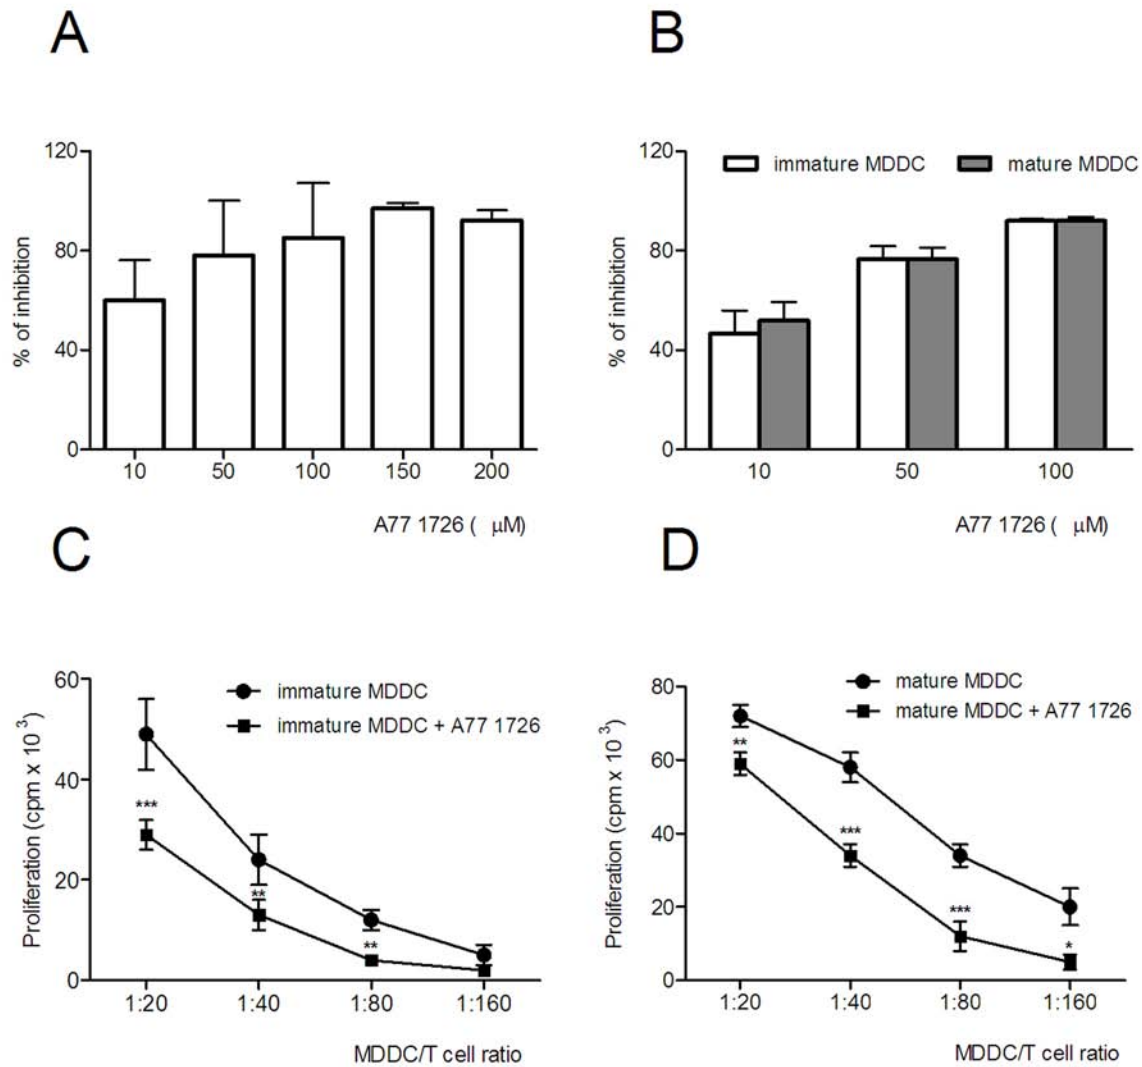 A
B
120
80
40
0
% of inhibition
10 50 100 150 200
A77 1726 ( μM)
120
80
40
0
% of inhibition
immature MDDC mature MDDC
10 50 100
A77 1726 ( μM)
C
D
60
40
20
0
Proliferation (cpm x 10 3)
immature MDDC
immature MDDC + A77 1726
***
**
**
1:20 1:40 1:80 1:160
MDDC/T cell ratio
80
60
40
20
0
Proliferation (cpm x 10 3)
mature MDDC
mature MDDC + A77 1726
**
***
***
*
1:20 1:40 1:80 1:160
MDDC/T cell ratio